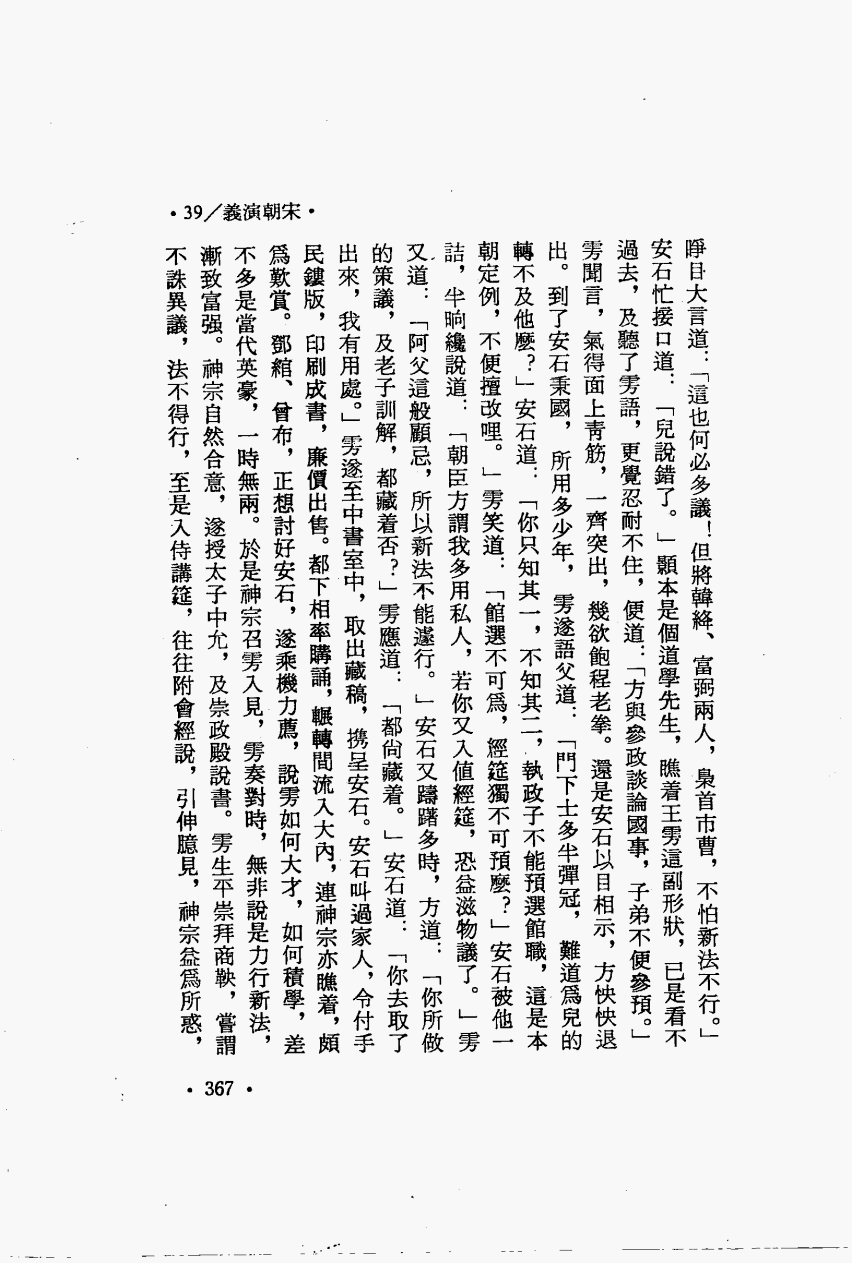 ·宋朝演義／39·
睜目大言道：「這也何必多議！但將韓絳、富弼兩人，梟首市曹，不怕新法不行。」
安石忙接口道：「兒說錯了。」顥本是個道學先生，瞧着王雱這副形狀，已是看不
過去，及聽了雱語，更覺忍耐不住，便道：「方與參政談論國事，子弟不便參預。」
雱聞言，氣得面上靑筋，一齊突出，幾欲飽程老拳。還是安石以目相示，方怏怏退
出。到了安石秉國，所用多少年，雱遂語父道：「門下士多半彈冠，難道爲兒的
轉不及他麼？」安石道：「你只知其一，不知其二，執政子不能預選館職，這是本
朝定例，不便擅改哩。」雱笑道：「館選不可爲，經筵獨不可預麼？」安石被他一
詰，半晌纔說道：「朝臣方謂我多用私人，若你又入值經筵，恐益滋物議了。」雱
又道：「阿父這般顧忌，所以新法不能遽行。」安石又躊躇多時，方道：「你所做
的策議，及老子訓解，都藏着否？」雱應道：「都尙藏着。」安石道：「你去取了
出來，我有用處。」雱遂至中書室中，取出藏稿，携呈安石。安石叫過家人，令付手
民鏤版，印刷成書，廉價出售。都下相率購誦，輾轉間流入大內，連神宗亦瞧着，頗
爲歎賞。鄧綰、曾布，正想討好安石，遂乘機力薦，說雱如何大才，如何積學，差
不多是當代英豪，一時無兩。於是神宗召雱入見，雱奏對時，無非說是力行新法，
漸致富强。神宗自然合意，遂授太子中允，及崇政殿說書。雱生平崇拜商鞅，嘗謂
不誅異議，法不得行，至是入侍講筵，往往附會經說，引伸臆見，神宗益爲所惑，
·367·